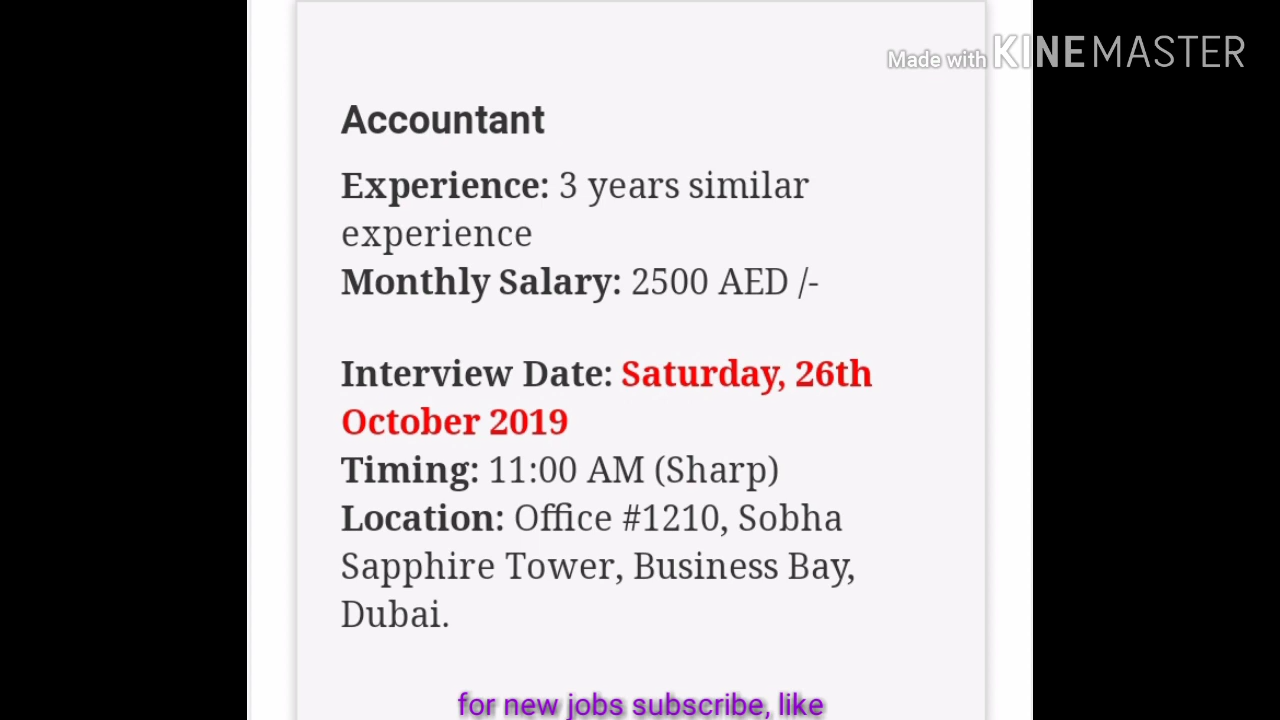 Made with KINEMASTER
Accountant
Experience: 3 years similar
experience
Monthly Salary: 2500 AED /-
Interview Date: Saturday, 26th
October 2019
Timing: 11:00 AM (Sharp)
Location: Office #1210, Sobha
Sapphire Tower, Business Bay,
Dubai.
for new jobs subscribe, like